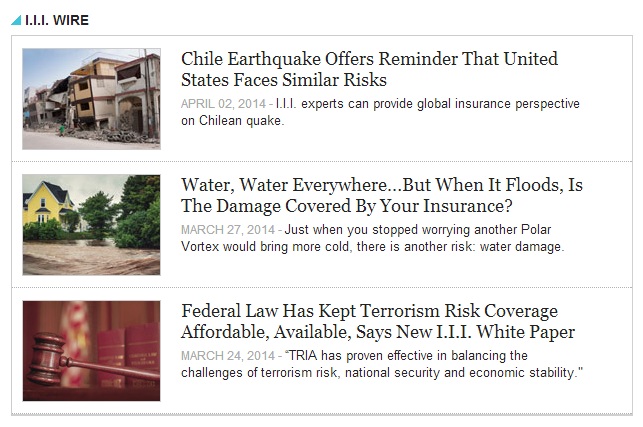 I.I.I. WIRE
Chile Earthquake Offers Reminder That United
States Faces Similar Risks
APRIL 02, 2014 - I.I.I. experts can provide global insurance perspective
on Chilean quake.
Water, Water Everywhere...But When It Floods, Is
The Damage Covered By Your Insurance?
MARCH 27, 2014 - Just when you stopped worrying another Polar
Vortex would bring more cold, there is another risk: water damage.
Federal Law Has Kept Terrorism Risk Coverage
Affordable, Available, Says New I.I.I. White Paper
MARCH 24, 2014 - “TRIA has proven effective in balancing the
challenges of terrorism risk, national security and economic stability."